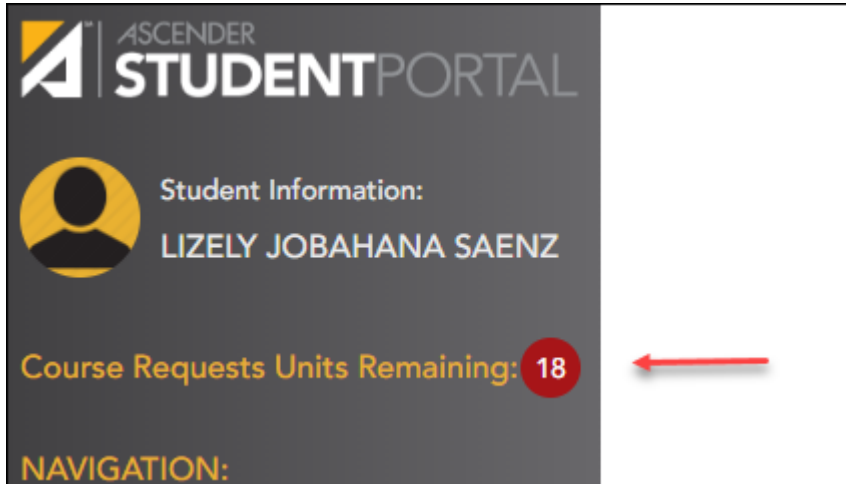 ASCENDER
STUDENTPORTAL
Student Information:
LIZELY JOBAHANA SAENZ
Course Requests Units Remaining: 18
NAVIGATION: